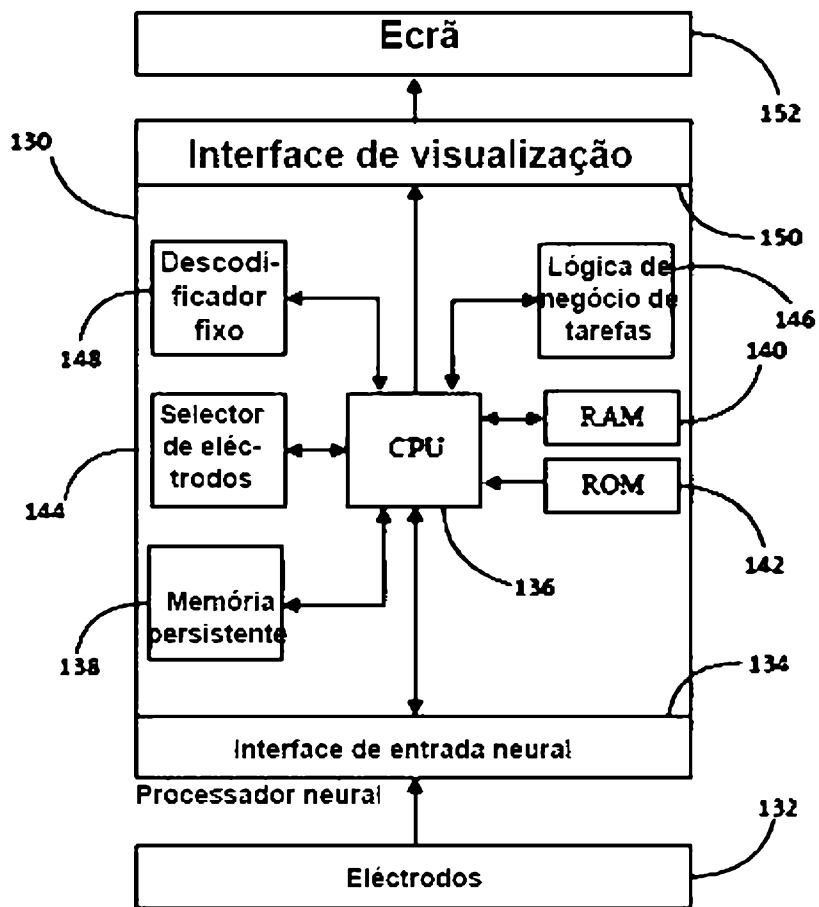 Ecrã
152
130
Interface de visualização
150
Descodi-
ficador
fixo
148
Lógica de
negócio de
tarefas
146
140
Selector
de eléc-
trodos
144
CPU
RAM
ROM
142
136
Memória
persistente
138
134
Interface de entrada neural
Processador neural
132
Eléctrodos